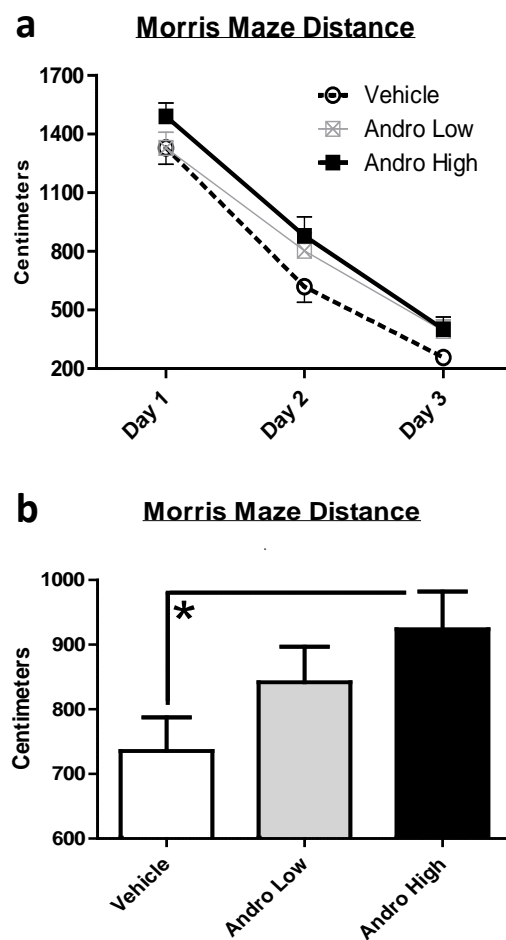 a
Morris Maze Distance
1700
1400
1100
800
500
200
Centimeters
Vehicle
Andro Low
Andro High
Day 1
Day 2
Day 3
b
Morris Maze Distance
1000
900
800
700
600
Centimeters
*
Vehicle
Andro Low
Andro High